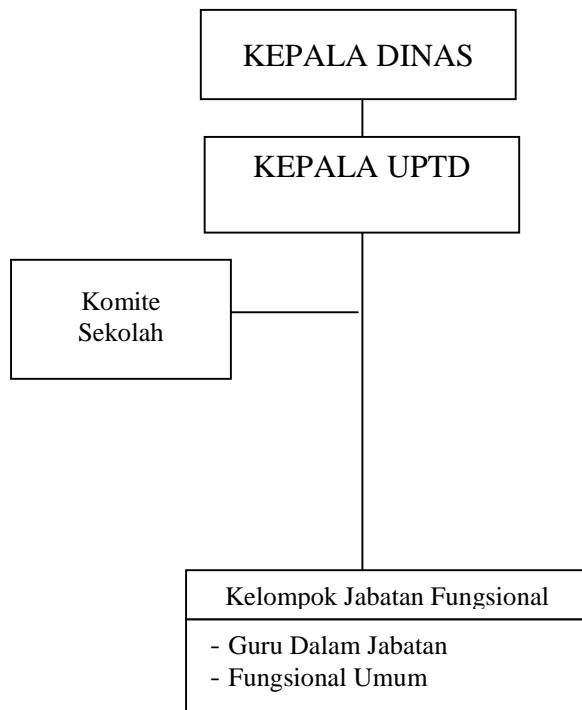 KEPALA DINAS
KEPALA UPTD
Komite
Sekolah
Kelompok Jabatan Fungsional
- Guru Dalam Jabatan
- Fungsional Umum